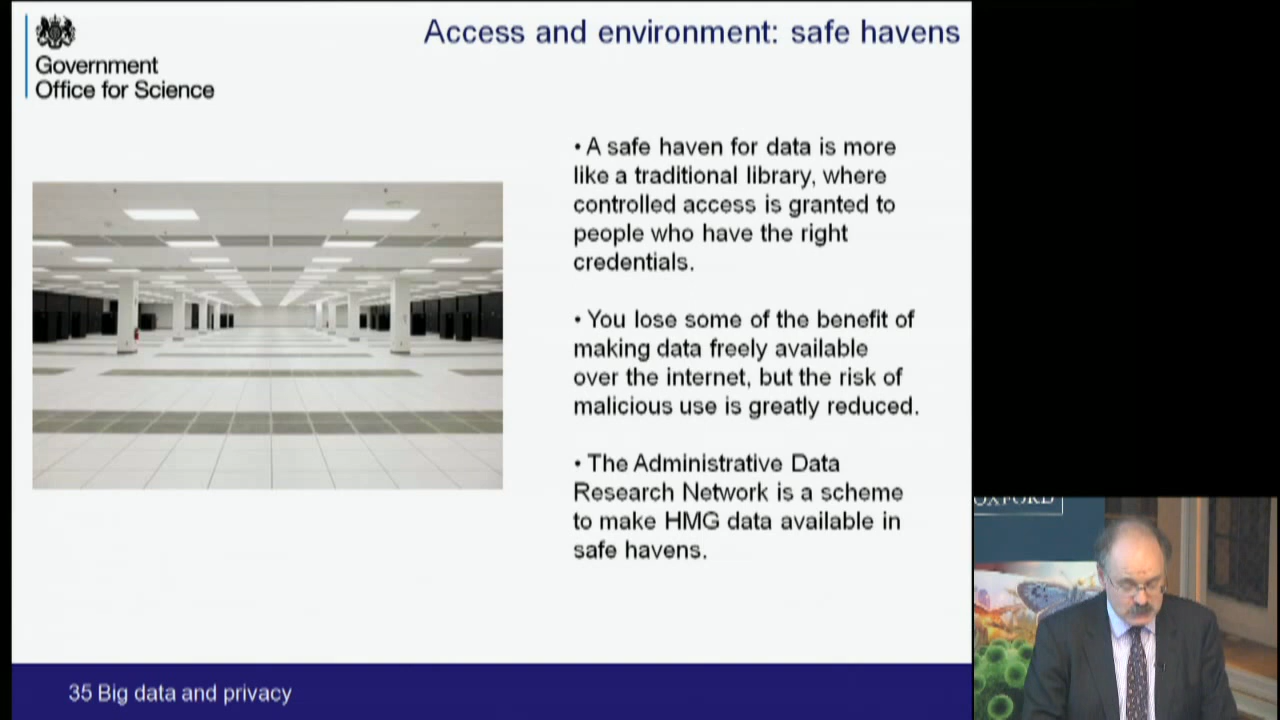 Access and environment: safe havens
Government
Office for Science
• A safe haven for data is more
like a traditional library, where
controlled access is granted to
people who have the right
credentials.
• You lose some of the benefit of
making data freely available
over the internet, but the risk of
malicious use is greatly reduced.
• The Administrative Data
Research Network is a scheme
to make HMG data available in
safe havens.
35 Big data and privacy
OXFORD